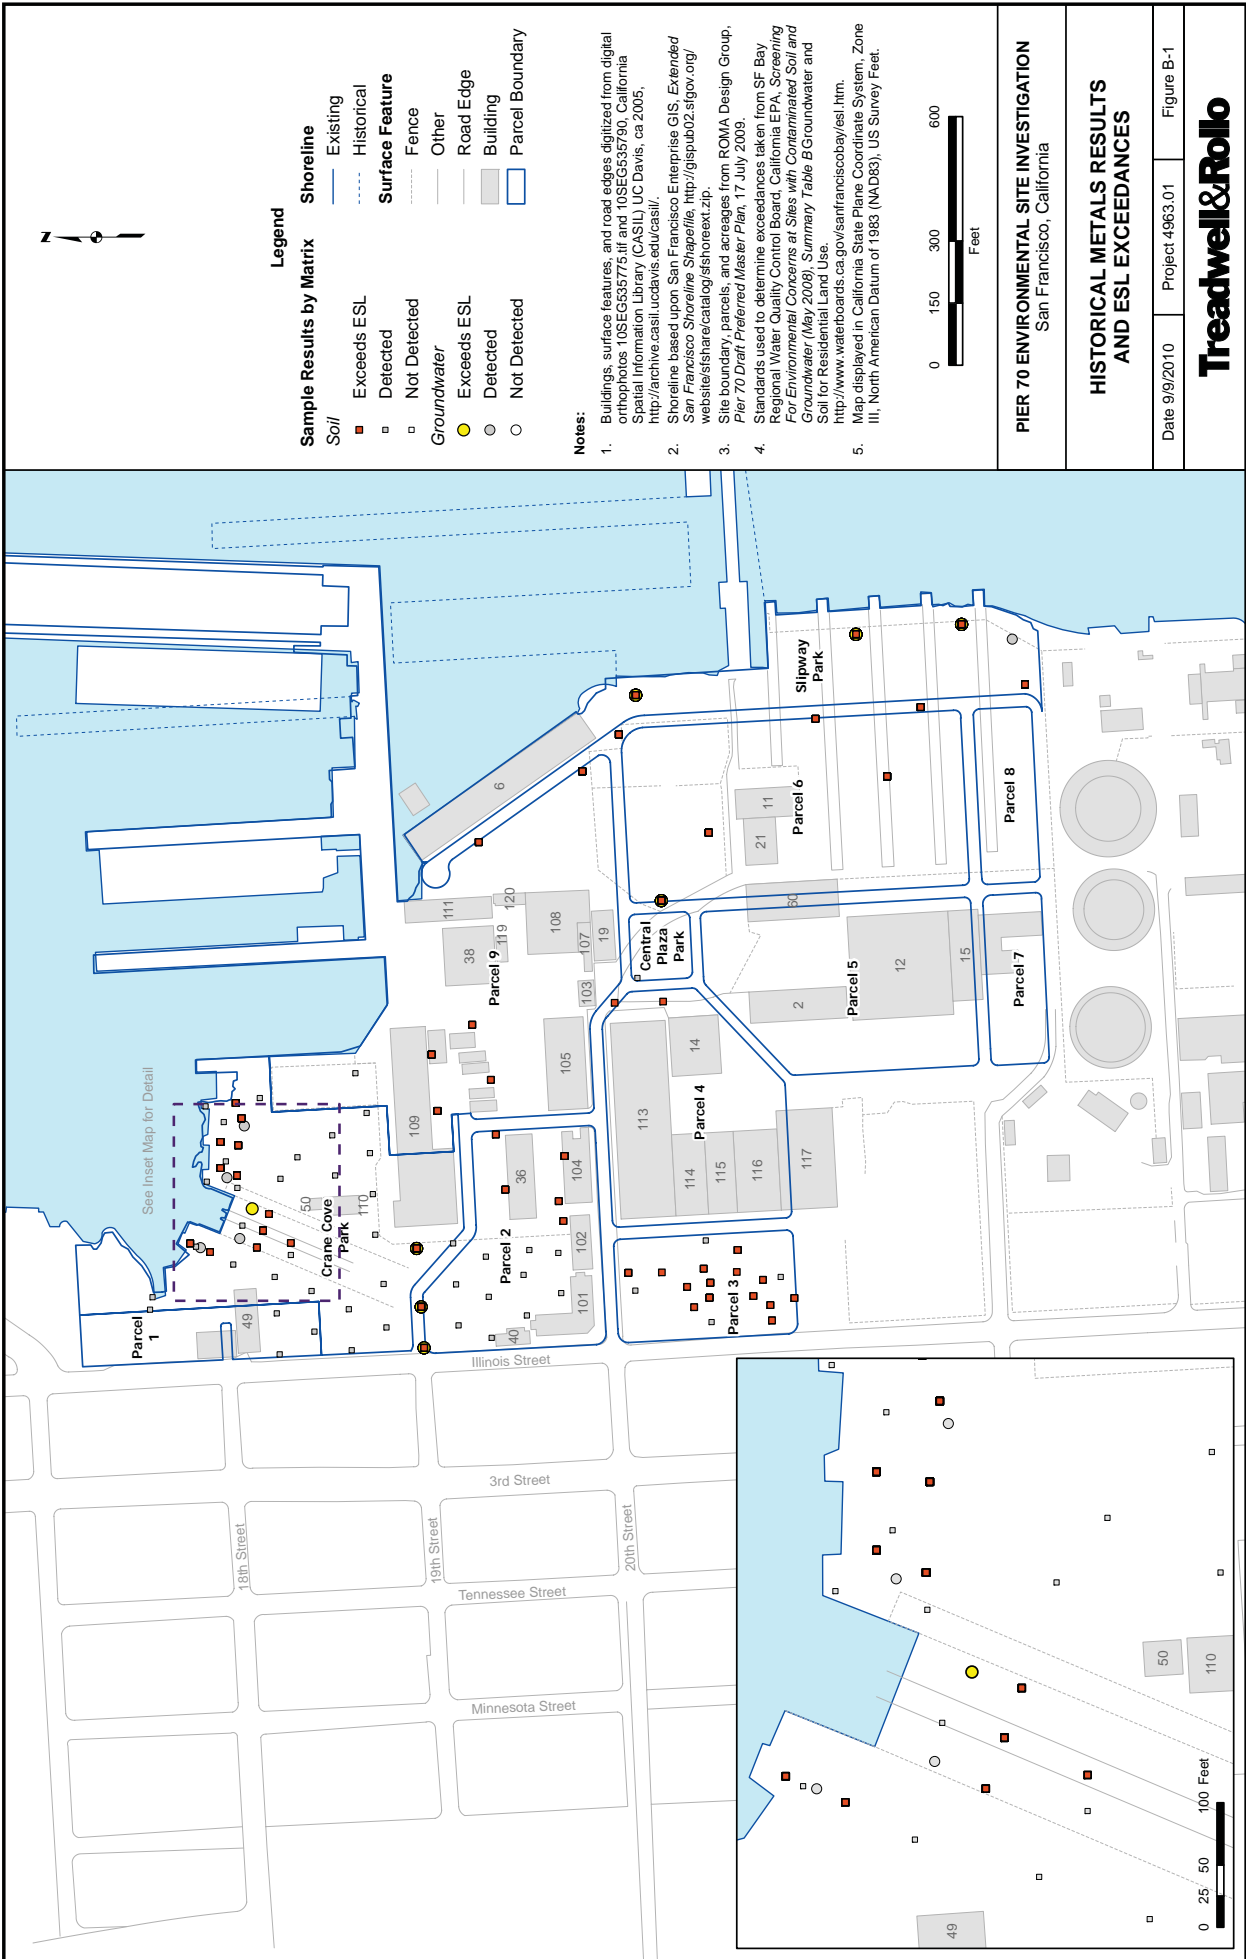 N
Legend
Sample Results by Matrix
Soil
Exceeds ESL
Detected
Not Detected
Groundwater
Exceeds ESL
Detected
Not Detected
Shoreline
Existing
Historical
Surface Feature
Fence
Other
Road Edge
Building
Parcel Boundary
Notes:
1. Buildings, surface features, and road edges digitized from digital
orthophotos 10SEG535775.tif and 10SEG535790, California
Spatial Information Library (CASIL) UC Davis, ca 2005,
http://archive.casil.ucdavis.edu/casil/.
2. Shoreline based upon San Francisco Enterprise GIS, Extended
San Francisco Shoreline Shapefile, http://gispub02.sfgov.org/
website/sfshare/catalog/sfshoreext.zip.
3. Site boundary, parcels, and acreages from ROMA Design Group,
Pier 70 Draft Preferred Master Plan, 17 July 2009.
4. Standards used to determine exceedances taken from SF Bay
Regional Water Quality Control Board, California EPA, Screening
For Environmental Concerns at Sites with Contaminated Soil and
Groundwater (May 2008), Summary Table B Groundwater and
Soil for Residential Land Use.
http://www.waterboards.ca.gov/sanfranciscobay/esl.htm.
5. Map displayed in California State Plane Coordinate System, Zone
III, North American Datum of 1983 (NAD83), US Survey Feet.
0 150 300 600
Feet
PIER 70 ENVIRONMENTAL SITE INVESTIGATION
San Francisco, California
HISTORICAL METALS RESULTS
AND ESL EXCEEDANCES
Date 9/9/2010 Project 4963.01 Figure B-1
Treadwell&Rollo
See Inset Map for Detail
Parcel
1
49
Crane Cove
Park
50
110
109
Parcel 2
36
104
102
101
40
Parcel 3
Parcel 4
113
114
115
116
117
14
Parcel 9
38
111
119
120
108
107
19
103
105
6
Central
Plaza
Park
Parcel 5
2
12
15
60
Parcel 6
21
11
Slipway
Park
Parcel 7
Parcel 8
Illinois Street
3rd Street
Tennessee Street
Minnesota Street
18th Street
19th Street
20th Street
49
50
110
0 25 50 100 Feet